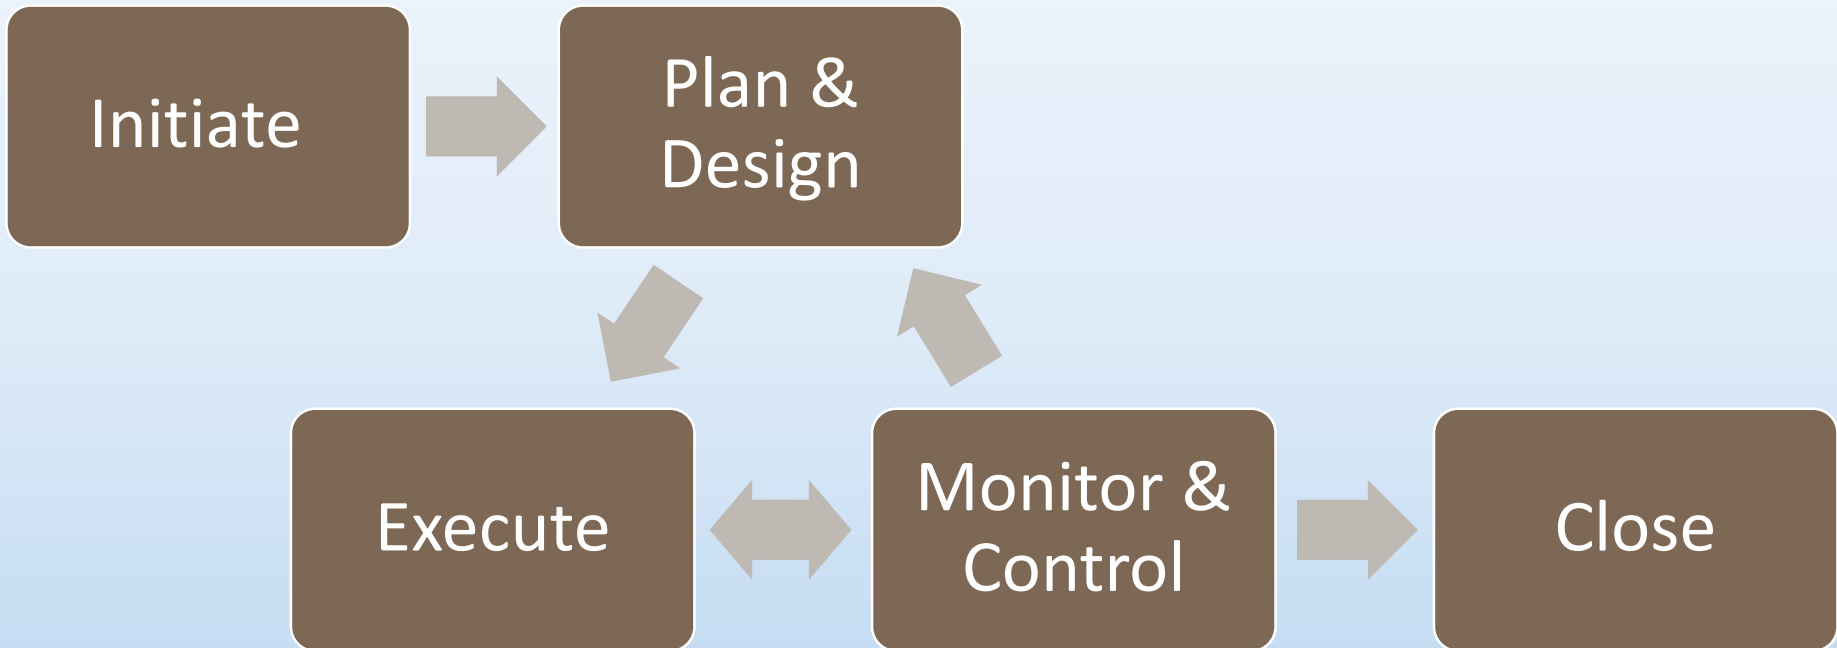 Initiate
Plan &
Design
Execute
Monitor &
Control
Close